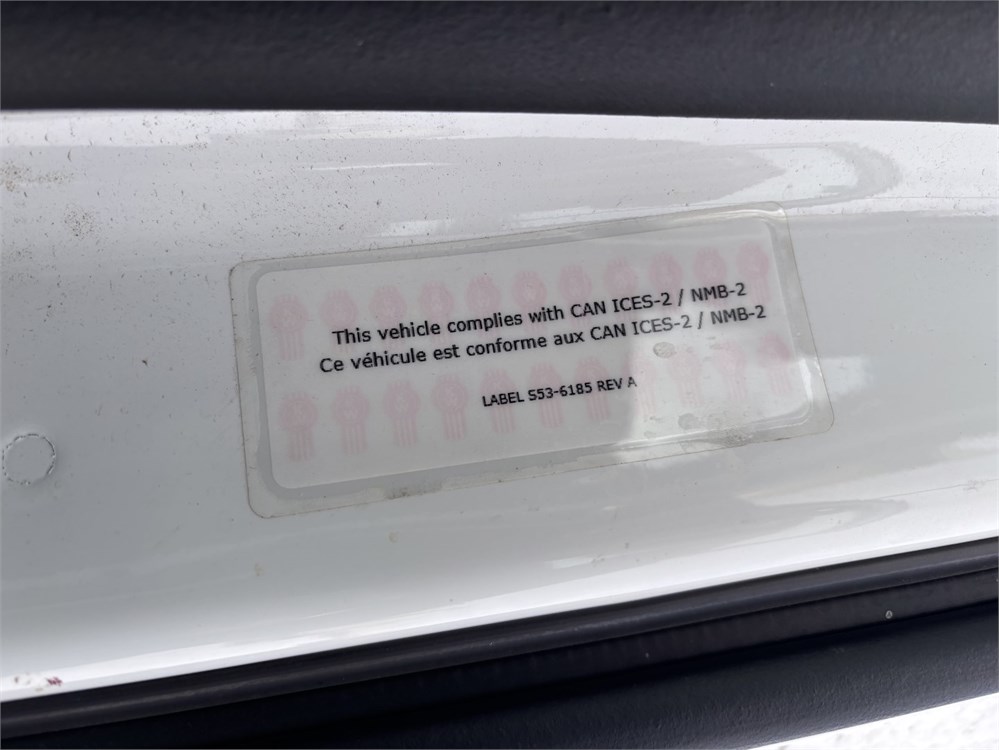 This vehicle complies with CAN ICES-2 / NMB-2
Ce véhicule est conforme aux CAN ICES-2 / NMB-2
LABEL S53-6185 REV A